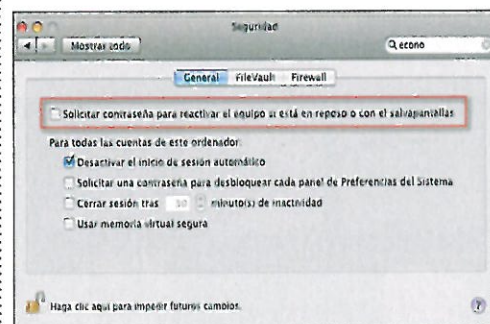 Seguridad
Mostrar todo
econo
General FileVault Firewall
Solicitar contraseña para reactivar el equipo si está en reposo o con el salvapantallas
Para todas las cuentas de este ordenador:
Desactivar el inicio de sesión automático
Solicitar una contraseña para desbloquear cada panel de Preferencias del Sistema
Cerrar sesión tras minuto(s) de inactividad
Usar memoria virtual segura
Haga clic aquí para impedir futuros cambios.
?